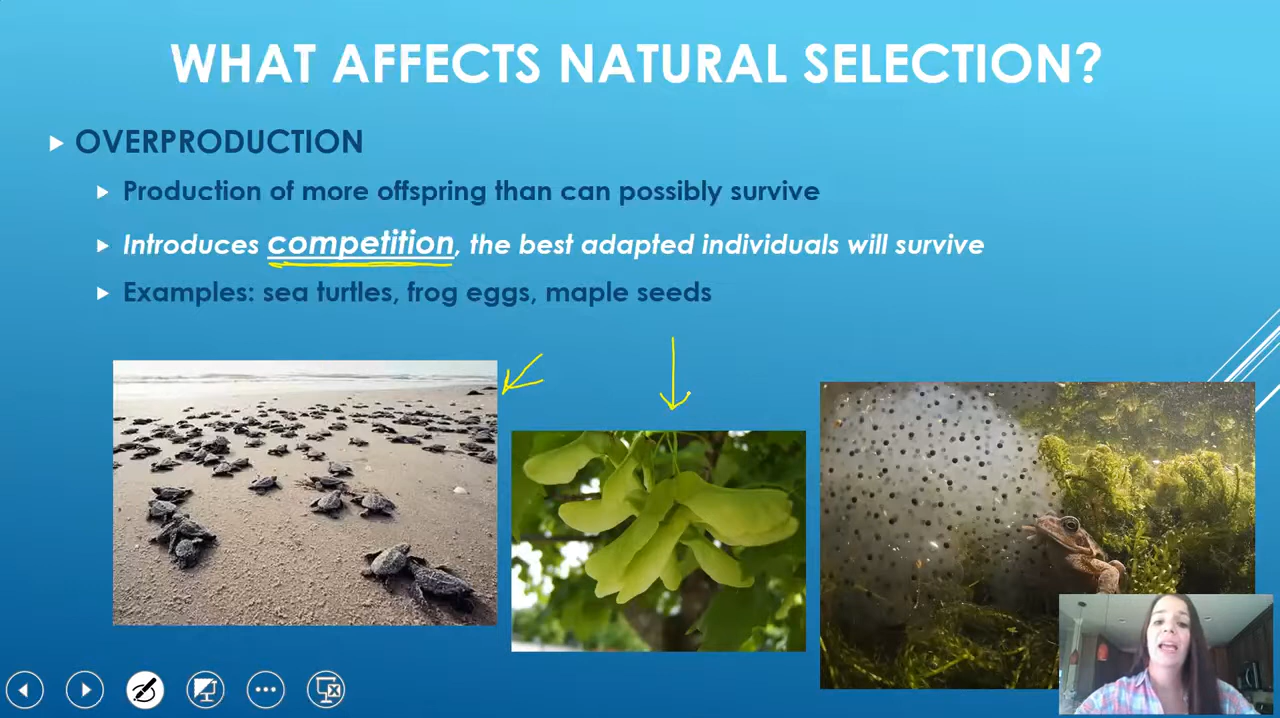 WHAT AFFECTS NATURAL SELECTION?
OVERPRODUCTION
Production of more offspring than can possibly survive
Introduces competition, the best adapted individuals will survive
Examples: sea turtles, frog eggs, maple seeds